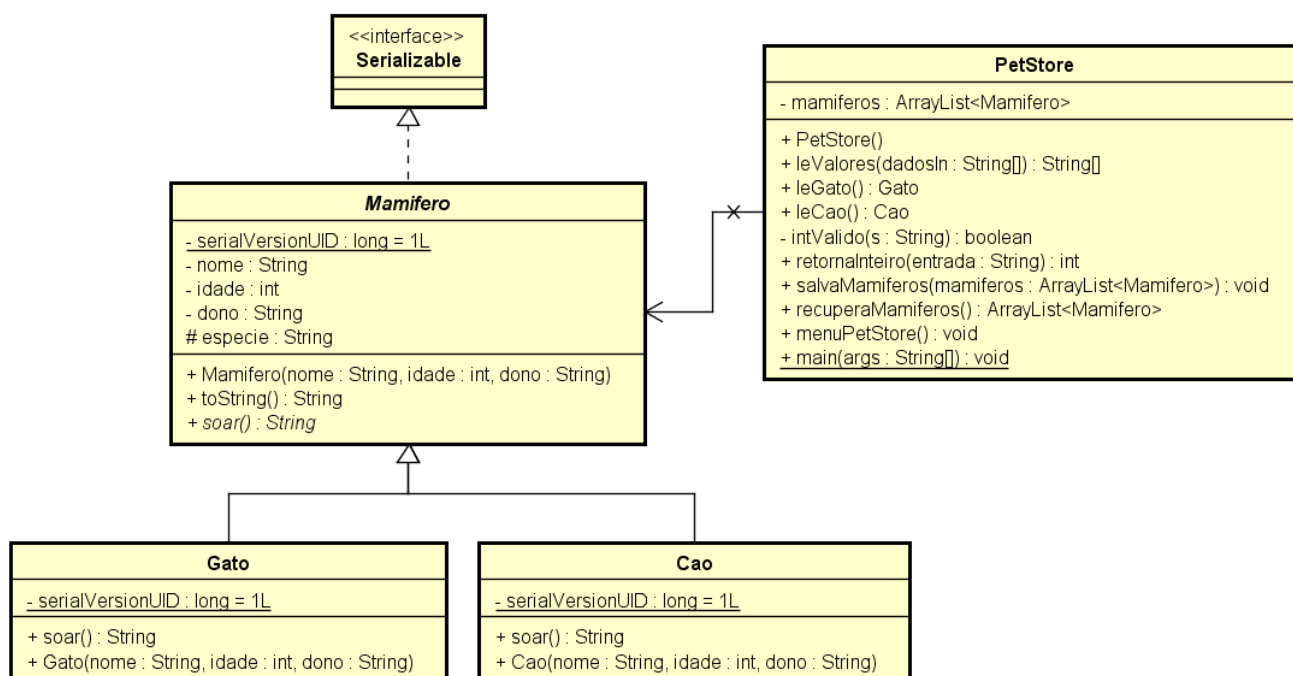 <<interface>>
Serializable
PetStore
- mamiferos : ArrayList<Mamifero>
+ PetStore()
+ leValores(dadosIn : String[]) : String[]
+ leGato() : Gato
+ leCao() : Cao
- intValido(s : String) : boolean
+ retornaInteiro(entrada : String) : int
+ salvaMamiferos(mamiferos : ArrayList<Mamifero>) : void
+ recuperaMamiferos() : ArrayList<Mamifero>
+ menuPetStore() : void
+ main(args : String[]) : void
Mamifero
- serialVersionUID : long = 1L
- nome : String
- idade : int
- dono : String
# especie : String
+ Mamifero(nome : String, idade : int, dono : String)
+ toString() : String
+ soar() : String
Gato
- serialVersionUID : long = 1L
+ soar() : String
+ Gato(nome : String, idade : int, dono : String)
Cao
- serialVersionUID : long = 1L
+ soar() : String
+ Cao(nome : String, idade : int, dono : String)